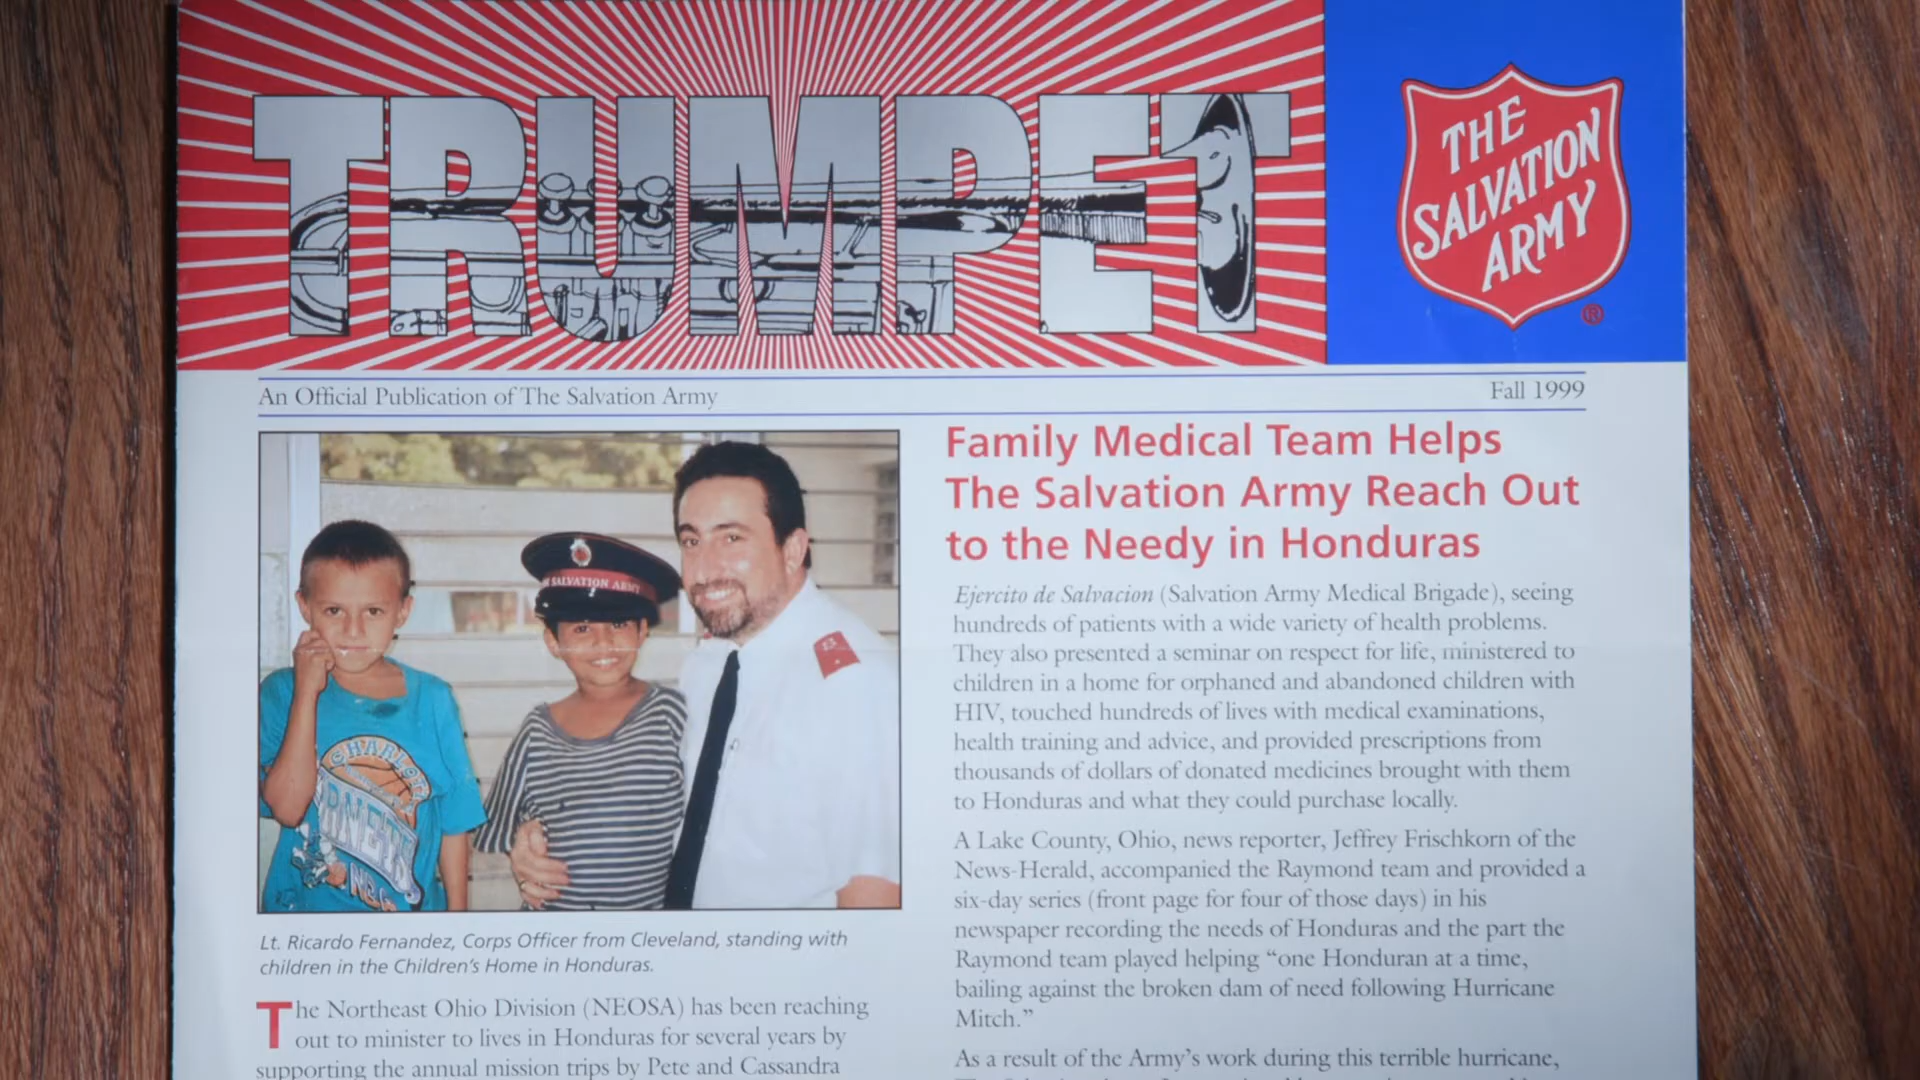 TRUMPET
THE
SALVATION
ARMY
®
An Official Publication of The Salvation Army
Fall 1999
SALVATION ARMY
CHARLOT
RNETS
Lt. Ricardo Fernandez, Corps Officer from Cleveland, standing with
children in the Children's Home in Honduras.
The Northeast Ohio Division (NEOSA) has been reaching
out to minister to lives in Honduras for several years by
supporting the annual mission trips by Pete and Cassandra
Family Medical Team Helps
The Salvation Army Reach Out
to the Needy in Honduras
Ejercito de Salvacion (Salvation Army Medical Brigade), seeing
hundreds of patients with a wide variety of health problems.
They also presented a seminar on respect for life, ministered to
children in a home for orphaned and abandoned children with
HIV, touched hundreds of lives with medical examinations,
health training and advice, and provided prescriptions from
thousands of dollars of donated medicines brought with them
to Honduras and what they could purchase locally.
A Lake County, Ohio, news reporter, Jeffrey Frischkorn of the
News-Herald, accompanied the Raymond team and provided a
six-day series (front page for four of those days) in his
newspaper recording the needs of Honduras and the part the
Raymond team played helping “one Honduran at a time,
bailing against the broken dam of need following Hurricane
Mitch.”
As a result of the Army's work during this terrible hurricane,